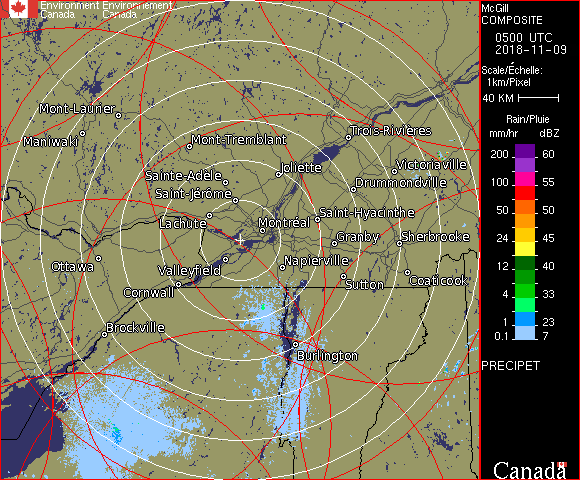 Environment Environnement
Canada Canada
McGill
COMPOSITE
0500 UTC
2018-11-09
Scale/Échelle:
1km/Pixel
40 KM
Rain/Pluie
mm/hr dBZ
200 60
150 57
100 55
50 50
24 45
12 40
4 33
1 23
0.1 7
PRECIPET
Canada
Mont-Laurier
Maniwaki
Mont-Tremblant
Trois-Rivières
Sainte-Adèle
Joliette
Victoriaville
Saint-Jérôme
Drummondville
Lachute
Montréal
Saint-Hyacinthe
Granby
Sherbrooke
Ottawa
Valleyfield
Napierville
Cornwall
Sutton
Coaticook
Brockville
Burlington